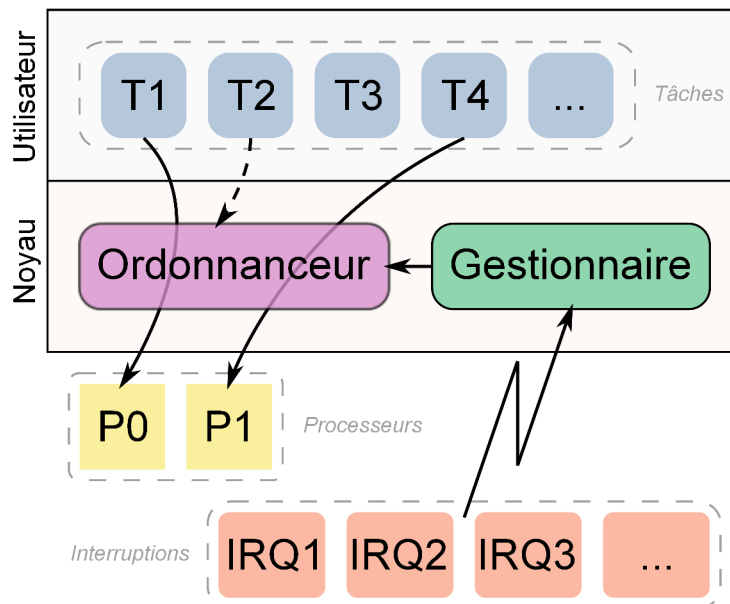 Utilisateur
T1 T2 T3 T4 ... Tâches
Noyau
Ordonnanceur Gestionnaire
P0 P1 Processeurs
Interruptions IRQ1 IRQ2 IRQ3 ...